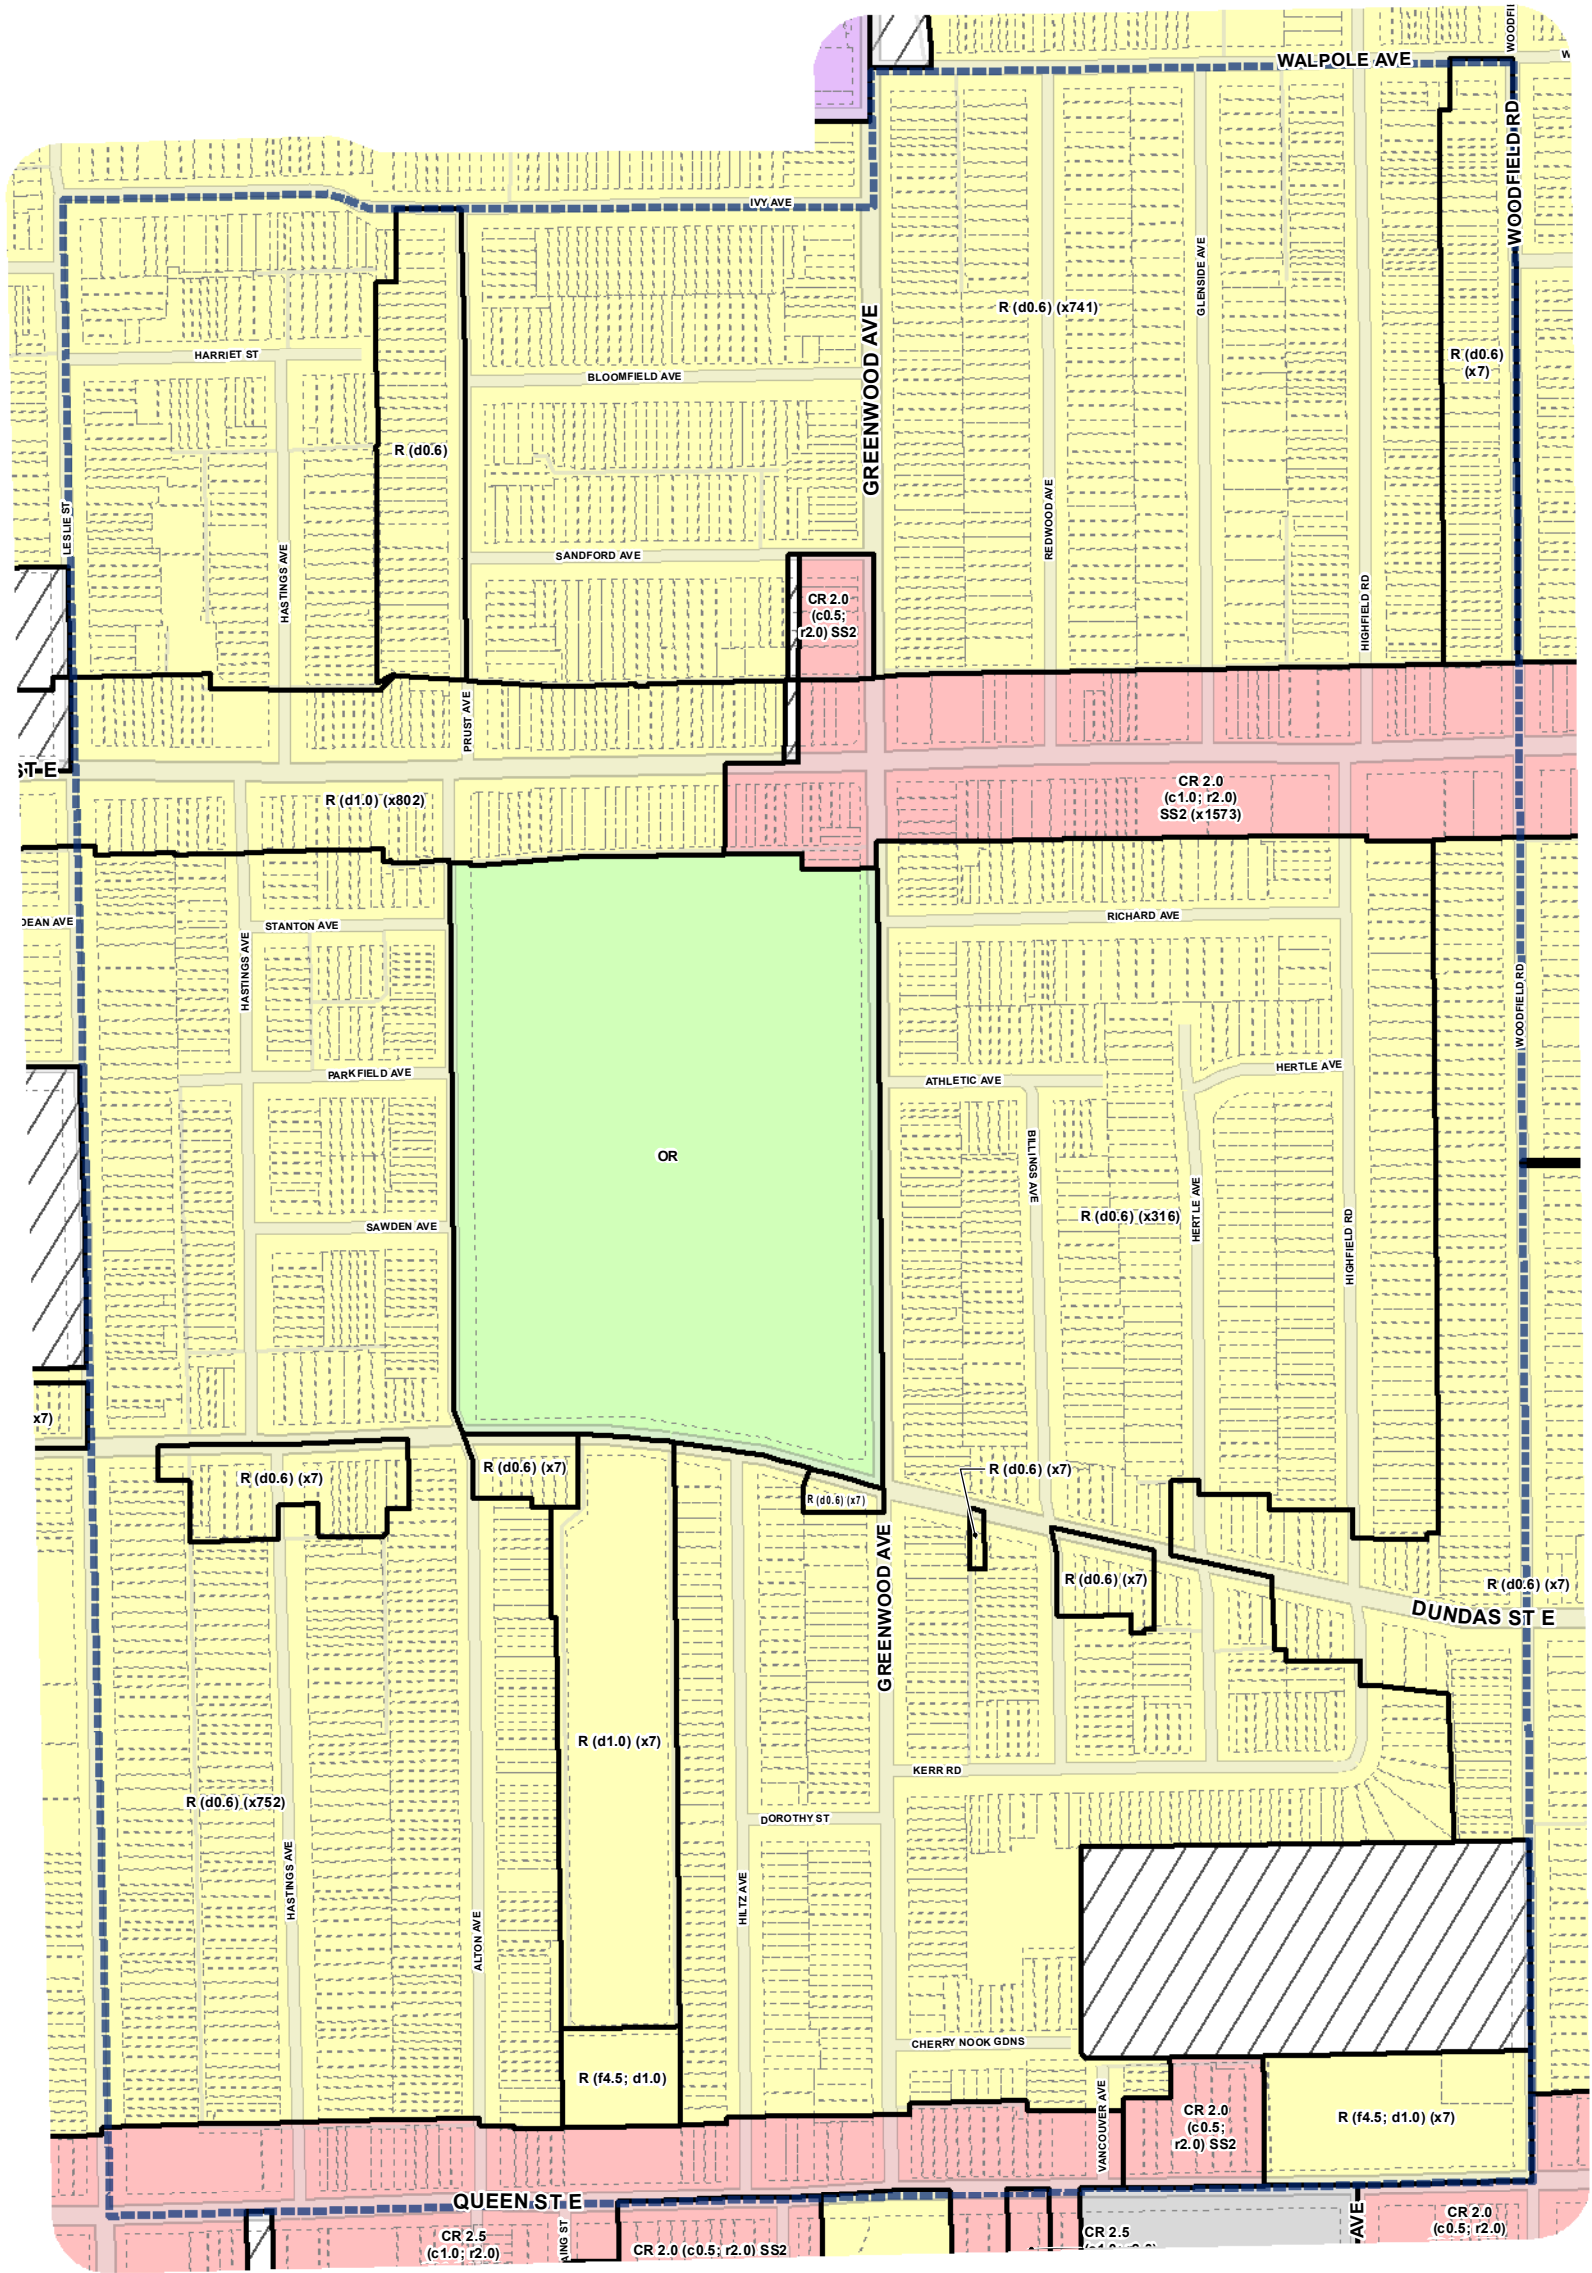 WOODFI
WALPOLE AVE
W
WOODFIELD RD
IVY AVE
GLENSIDE AVE
R (d0.6) (x741)
GREENWOOD AVE
HARRIET ST
R (d0.6)
(x7)
BLOOMFIELD AVE
R (d0.6)
LESLIE ST
REDWOOD AVE
SANDFORD AVE
HASTINGS AVE
HIGHFIELD RD
CR 2.0
(c0.5;
r2.0) SS2
PRUST AVE
ST E
R (d1.0) (x802)
CR 2.0
(c1.0; r2.0)
SS2 (x1573)
DEAN AVE
STANTON AVE
RICHARD AVE
HASTINGS AVE
WOODFIELD RD
PARKFIELD AVE
ATHLETIC AVE
HERTLE AVE
OR
BILLINGS AVE
R (d0.6) (x316)
HERTLE AVE
HIGHFIELD RD
SAWDEN AVE
x7)
R (d0.6) (x7)
R (d0.6) (x7)
R (d0.6) (x7)
R (d0.6) (x7)
GREENWOOD AVE
R (d0.6) (x7)
R (d0.6) (x7)
DUNDAS ST E
R (d1.0) (x7)
KERR RD
R (d0.6) (x752)
DOROTHY ST
HASTINGS AVE
ALTON AVE
HILTZ AVE
CHERRY NOOK GDNS
R (f4.5; d1.0)
VANCOUVER AVE
CR 2.0
(c0.5;
r2.0) SS2
R (f4.5; d1.0) (x7)
QUEEN ST E
CR 2.5
(c1.0; r2.0)
AING ST
CR 2.0 (c0.5; r2.0) SS2
CR 2.5
AVE
CR 2.0
(c0.5; r2.0)